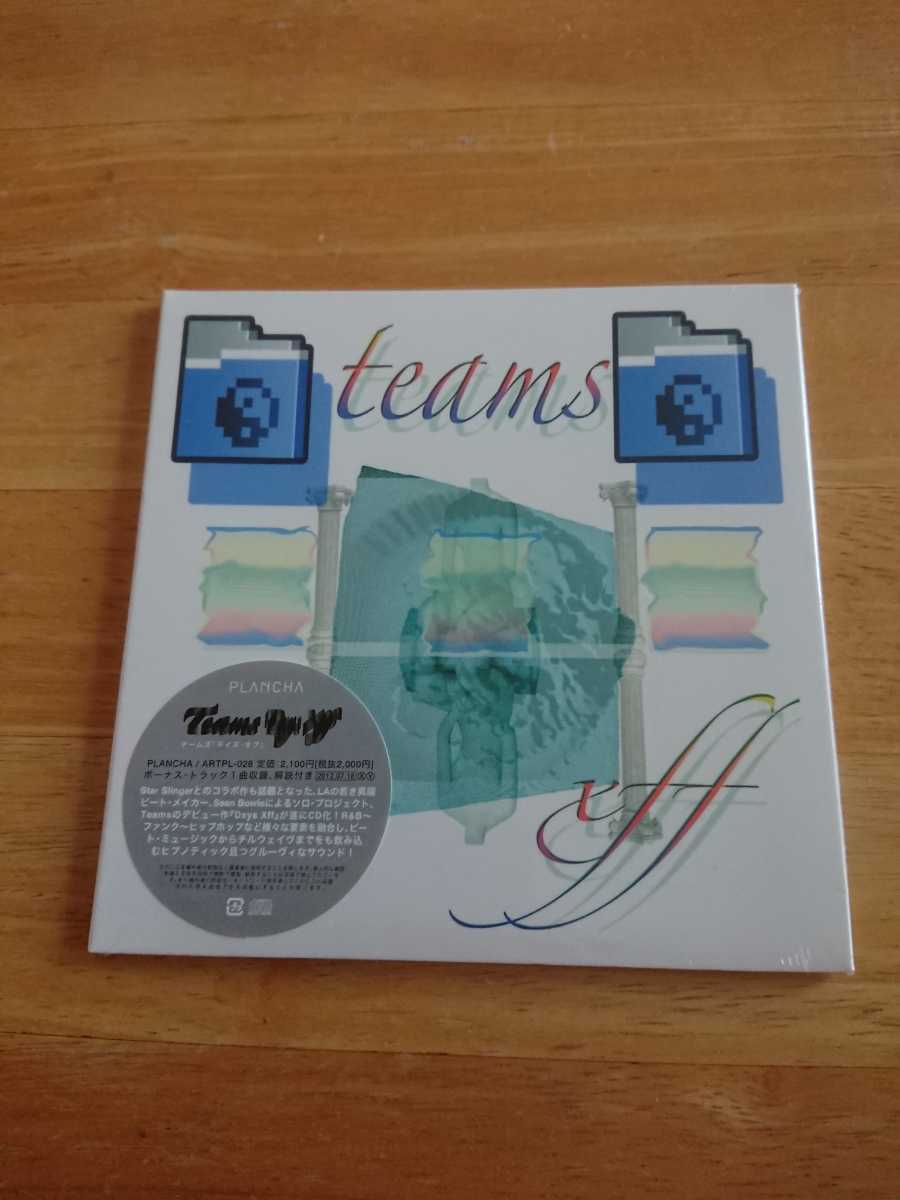 teams
xff
PLANCHA
Teams
チームス『デイズ・オフ』
PLANCHA / ARTPL-028 定価:2,100円[税抜2,000円]
ボーナス・トラック1曲収録、解説付き 2012.07.18
Star Slingerとのコラボ作も話題となった、LAの若き異端
ビート・メイカー、Sean Bowieによるソロ・プロジェクト、
Teamsのデビュー作『Dxys Xff』が遂にCD化!R&B〜
ファンク〜ヒップホップなど様々な要素を融合し、ビー
ト・ミュージックからチルウェイヴまでをも飲み込
むヒプノティック且つグルーヴィなサウンド!